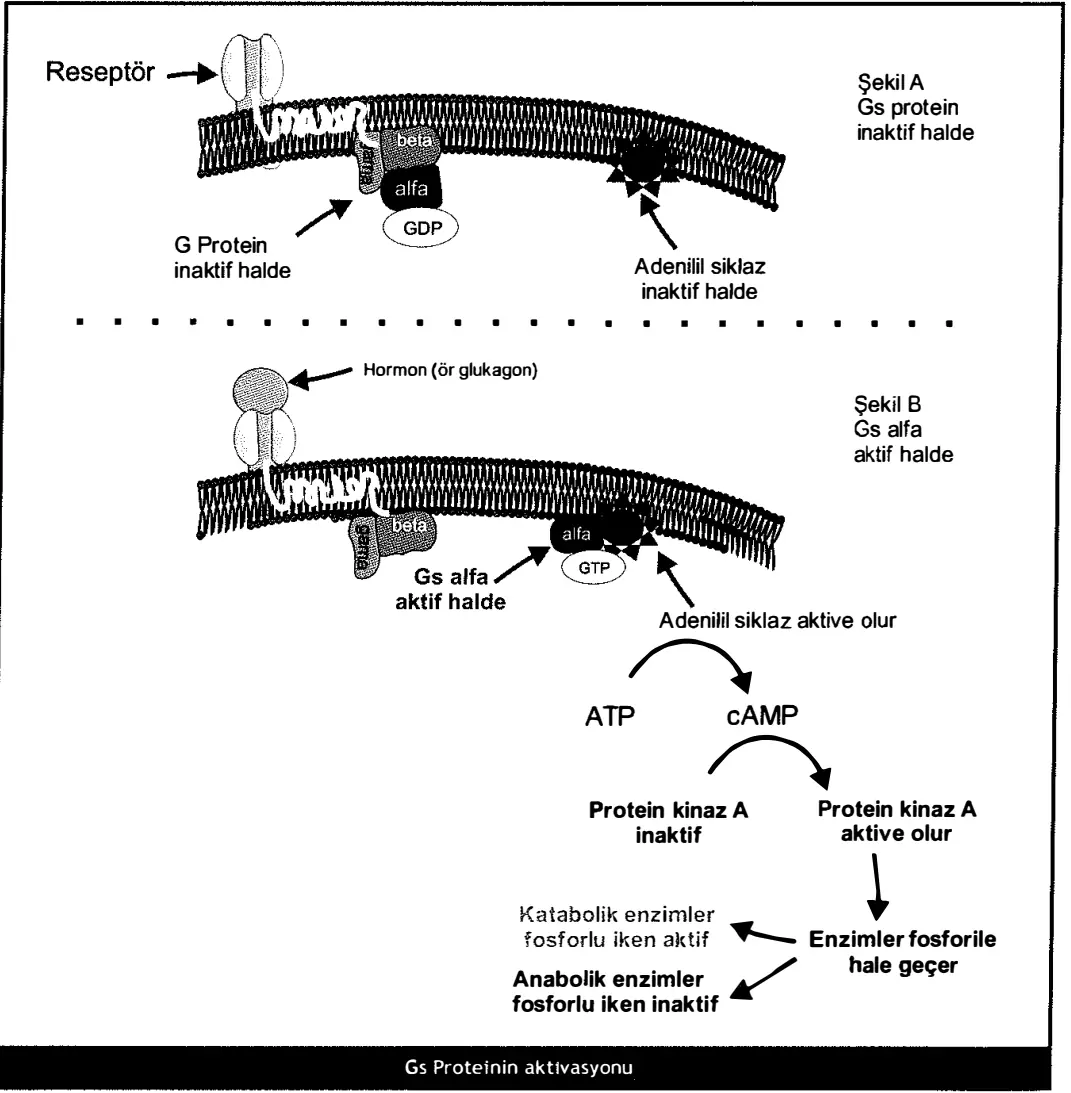 Reseptör
Şekil A
Gs protein
inaktif halde
beta
gama
alfa
GDP
G Protein
inaktif halde
Adenilil siklaz
inaktif halde
Hormon (ör glukagon)
Şekil B
Gs alfa
aktif halde
beta
gama
alfa
GTP
Gs alfa
aktif halde
Adenilil siklaz aktive olur
ATP
cAMP
Protein kinaz A
inaktif
Protein kinaz A
aktive olur
Katabolik enzimler
fosforlu iken aktif
Enzimler fosforile
hale geçer
Anabolik enzimler
fosforlu iken inaktif
Gs Proteinin aktivasyonu